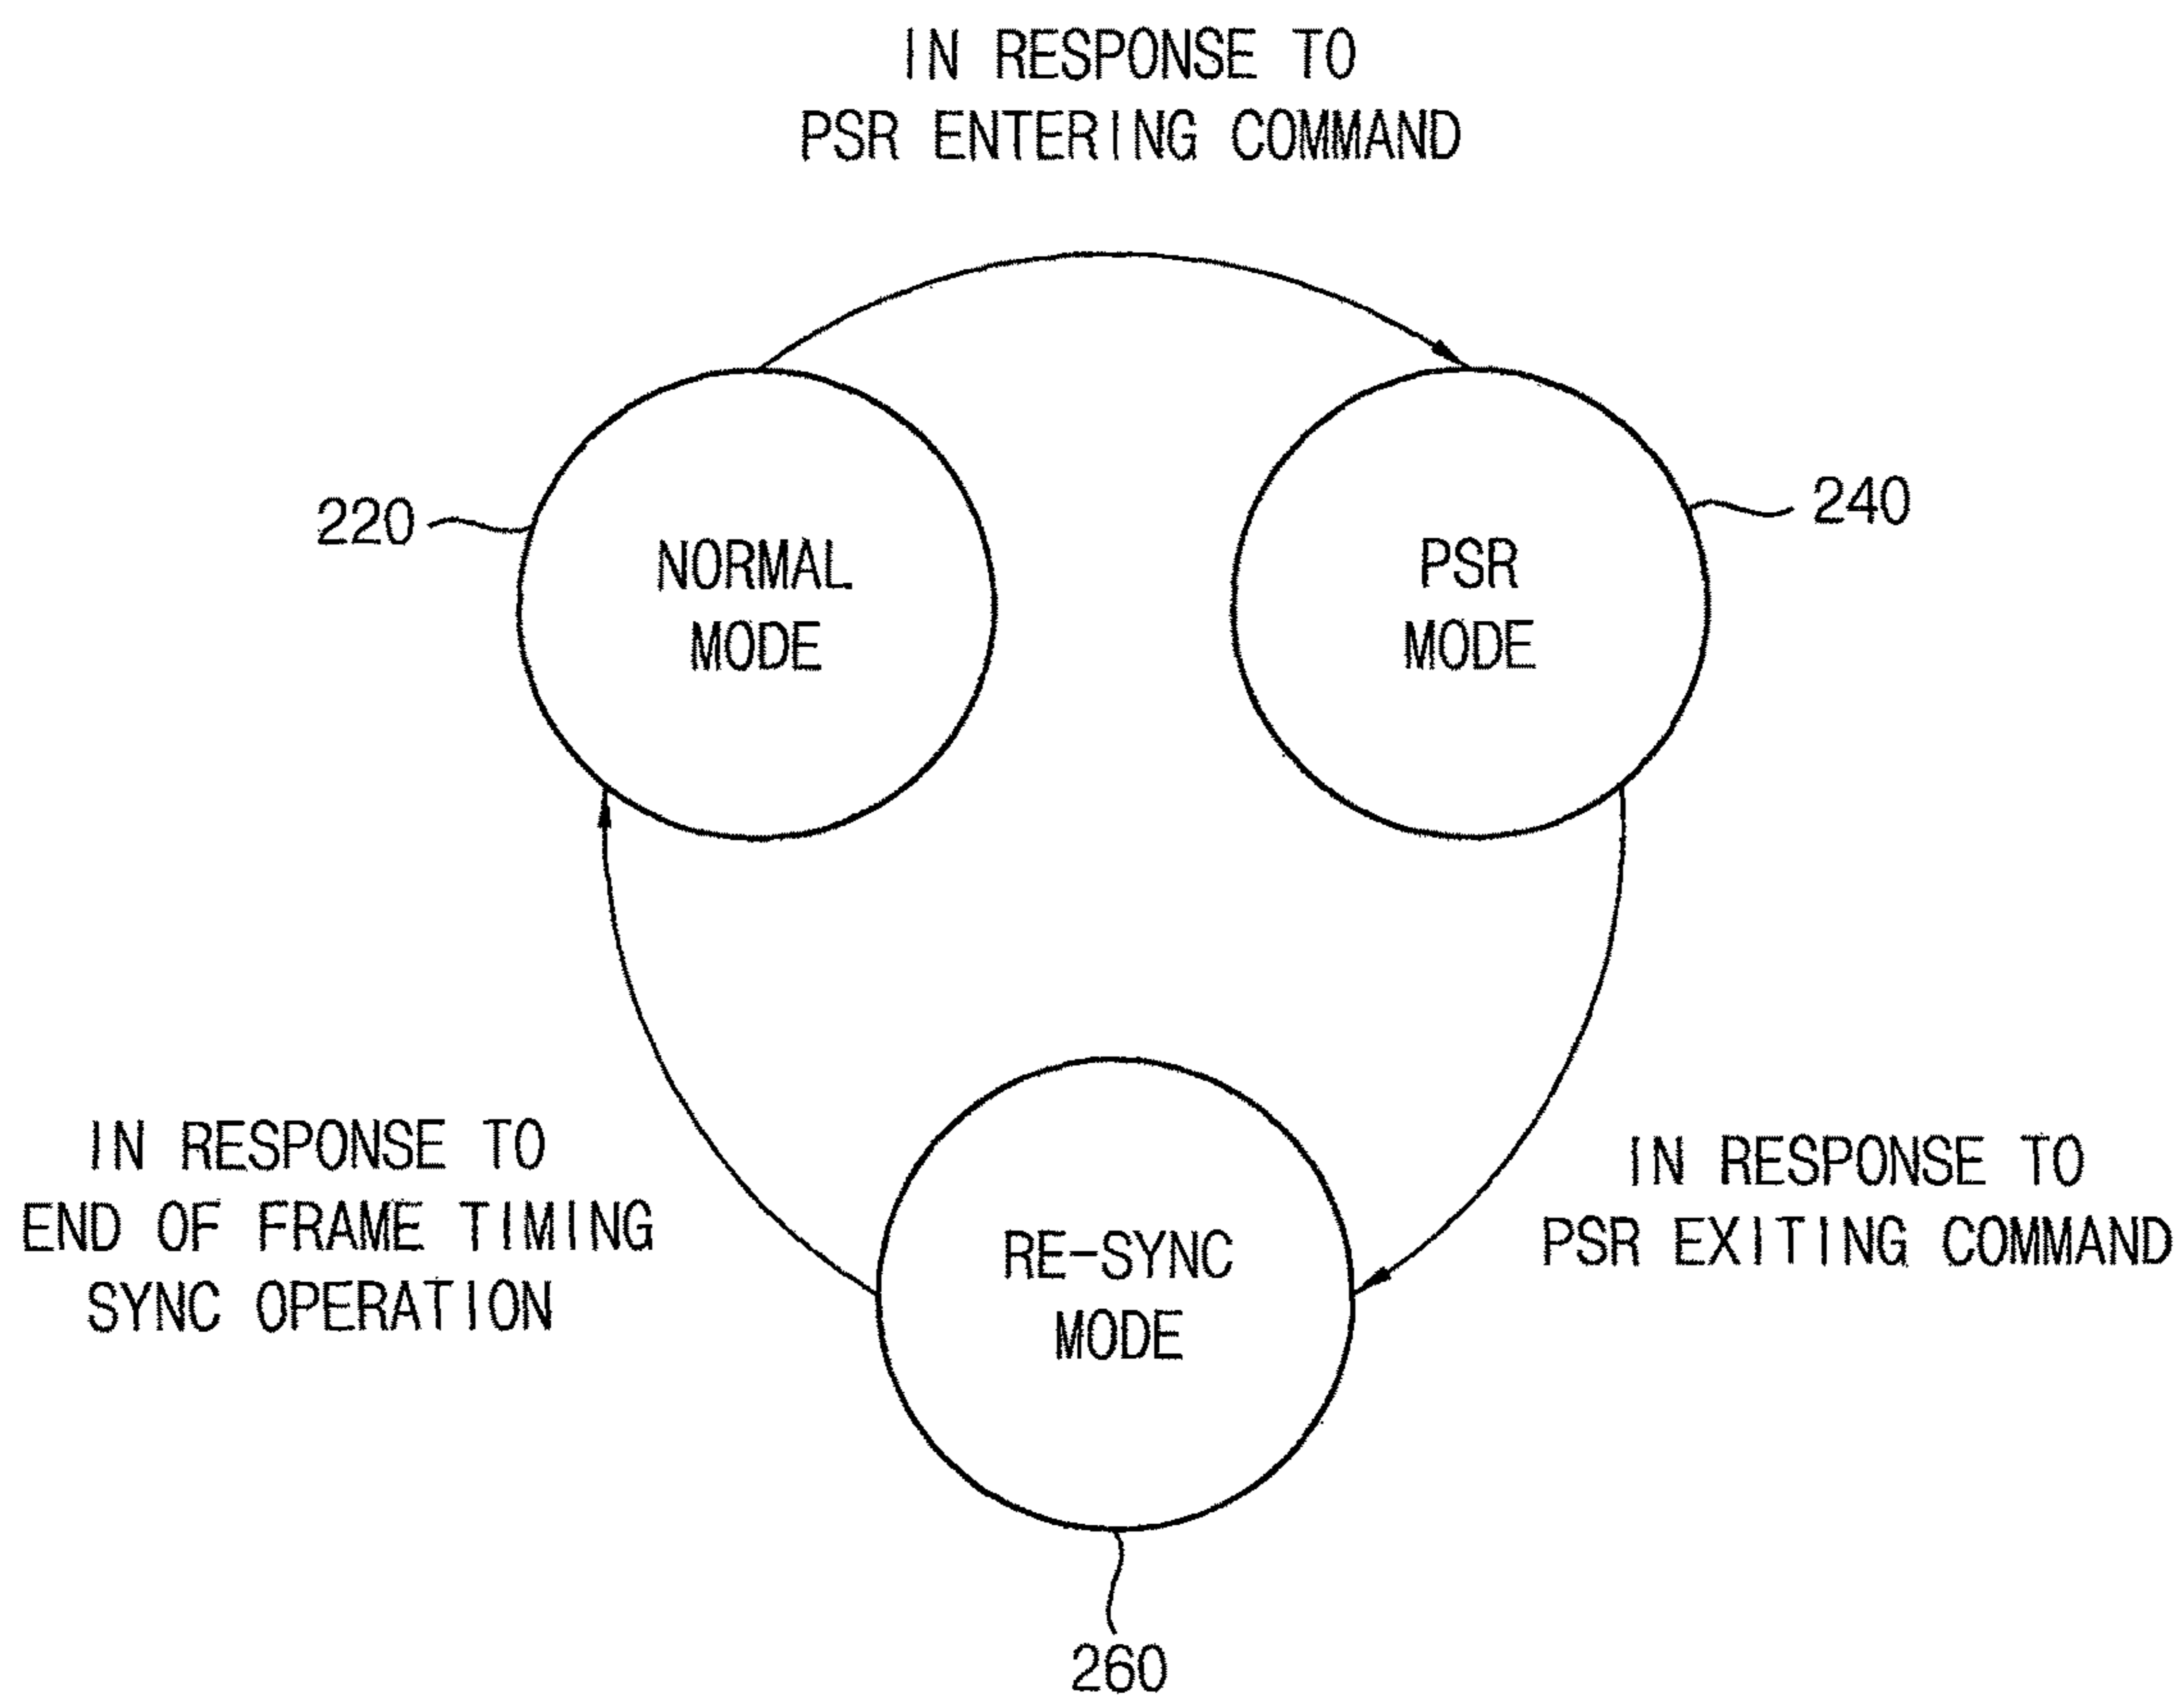 IN RESPONSE TO
PSR ENTERING COMMAND
220
NORMAL
MODE
PSR
MODE
240
IN RESPONSE TO
END OF FRAME TIMING
SYNC OPERATION
RE-SYNC
MODE
IN RESPONSE TO
PSR EXITING COMMAND
260